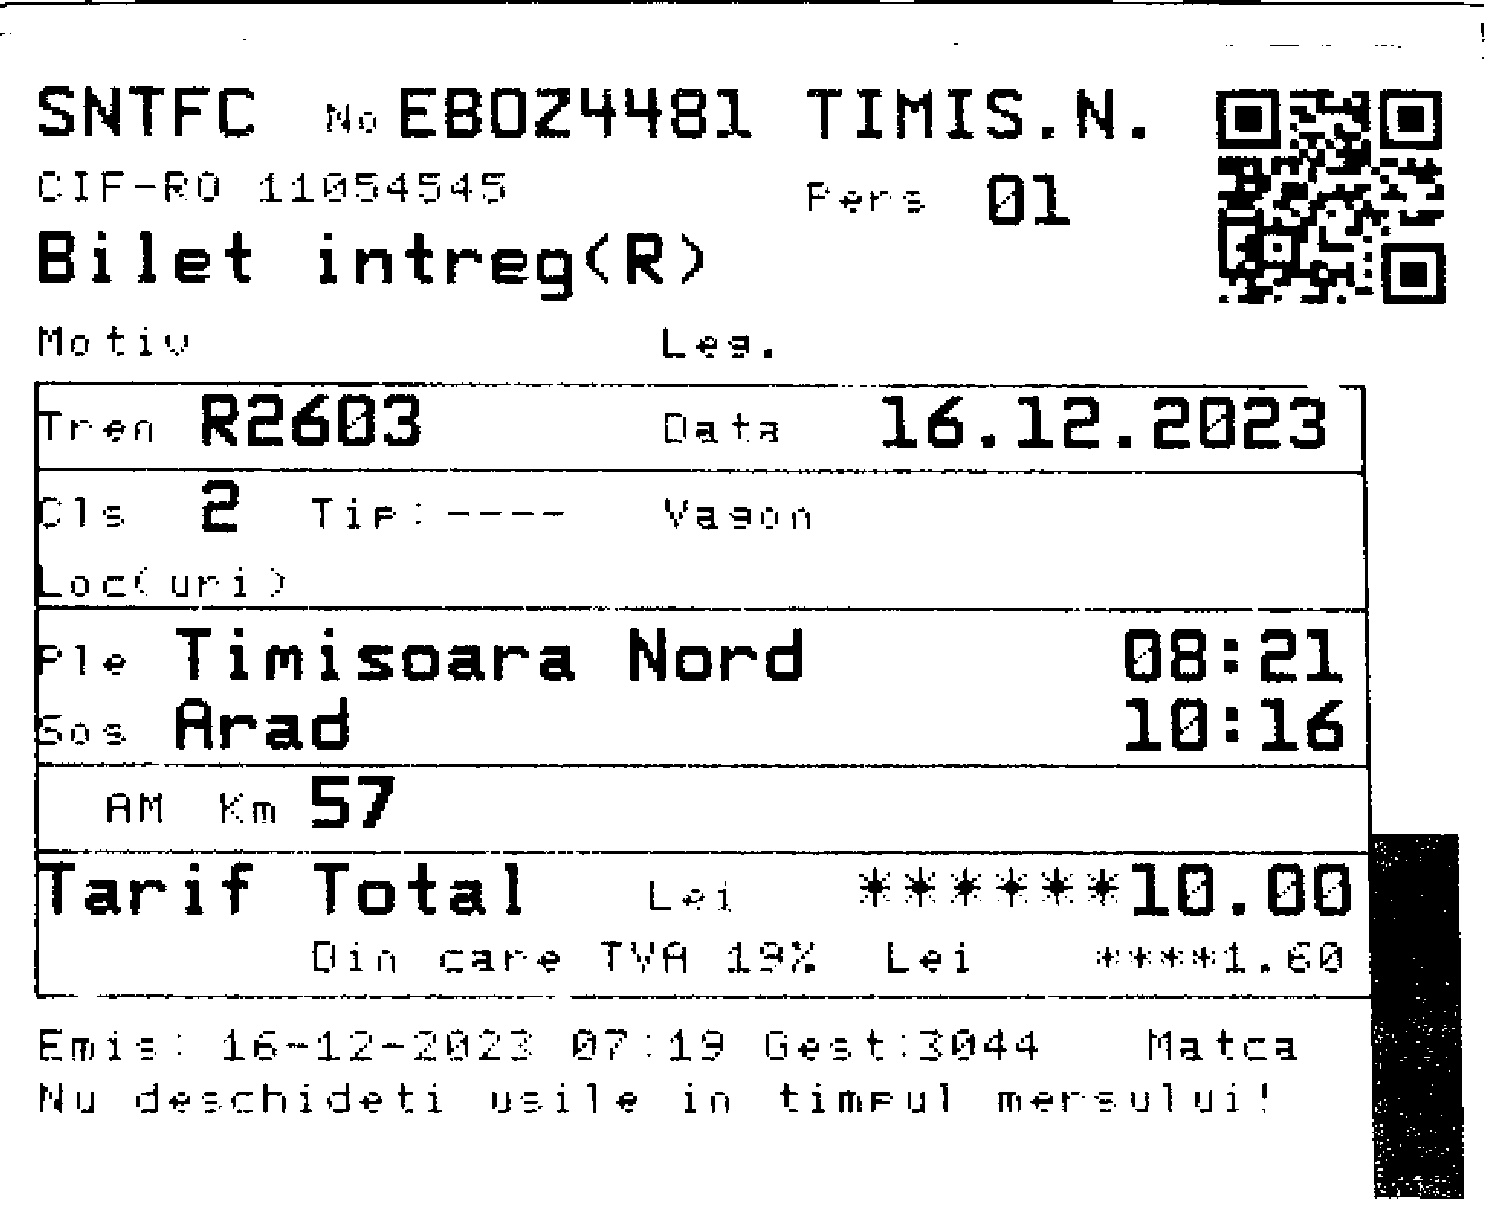 SNTFC No EBOZ4481 TIMIS.N.
CIF-RO 11054545 Pers 01
Bilet intreg(R)
Motiv Leg.
Tren R2603 Data 16.12.2023
Cls 2 Tip:---- Vagon
Loc(uri)
Ple Timisoara Nord 08:21
Sos Arad 10:16
AM Km 57
Tarif Total Lei ******10.00
Din care TVA 19% Lei ****1.60
Emis: 16-12-2023 07:19 Gest:3044 Matca
Nu deschideti usile in timpul mersului!